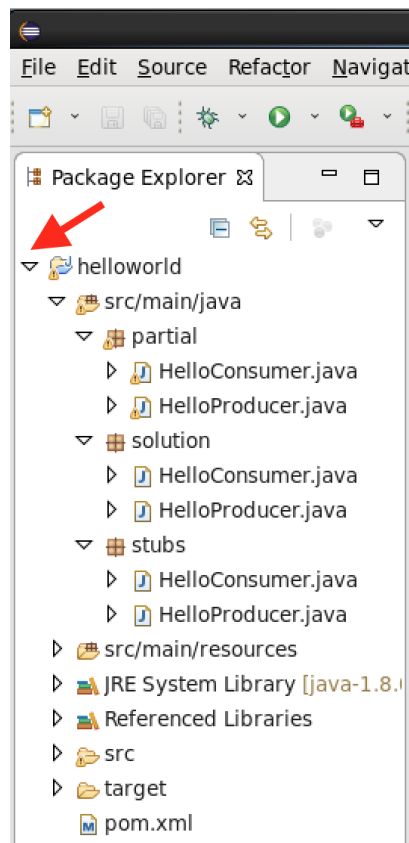 File Edit Source Refactor Navigat
Package Explorer
helloworld
src/main/java
partial
HelloConsumer.java
HelloProducer.java
solution
HelloConsumer.java
HelloProducer.java
stubs
HelloConsumer.java
HelloProducer.java
src/main/resources
JRE System Library [java-1.8.
Referenced Libraries
src
target
pom.xml